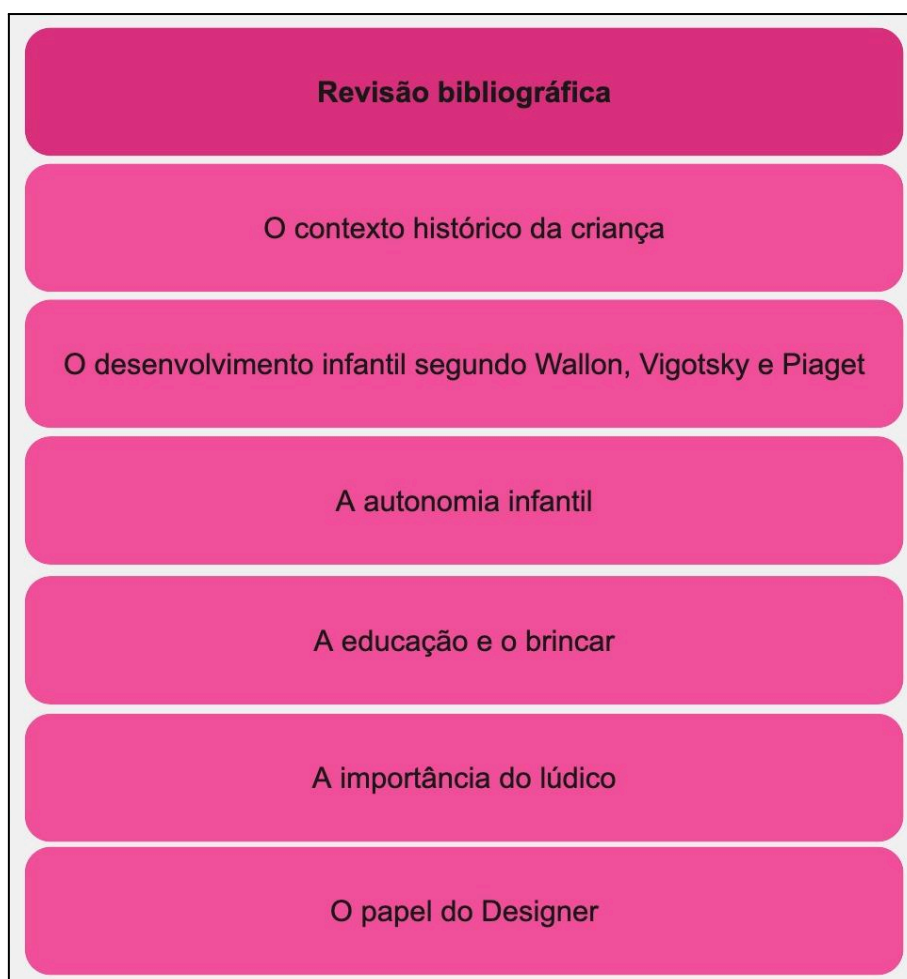 Revisão bibliográfica
O contexto histórico da criança
O desenvolvimento infantil segundo Wallon, Vigotsky e Piaget
A autonomia infantil
A educação e o brincar
A importância do lúdico
O papel do Designer